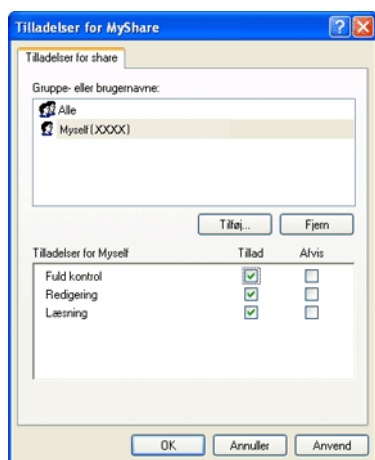 Tilladelser for MyShare
Tilladelser for share
Gruppe- eller brugernavne:
Alle
Myself (XXXX)
Tilføj... Fjern
Tilladelser for Myself Tillad Afvis
Fuld kontrol
Redigering
Læsning
OK Annuller Anvend